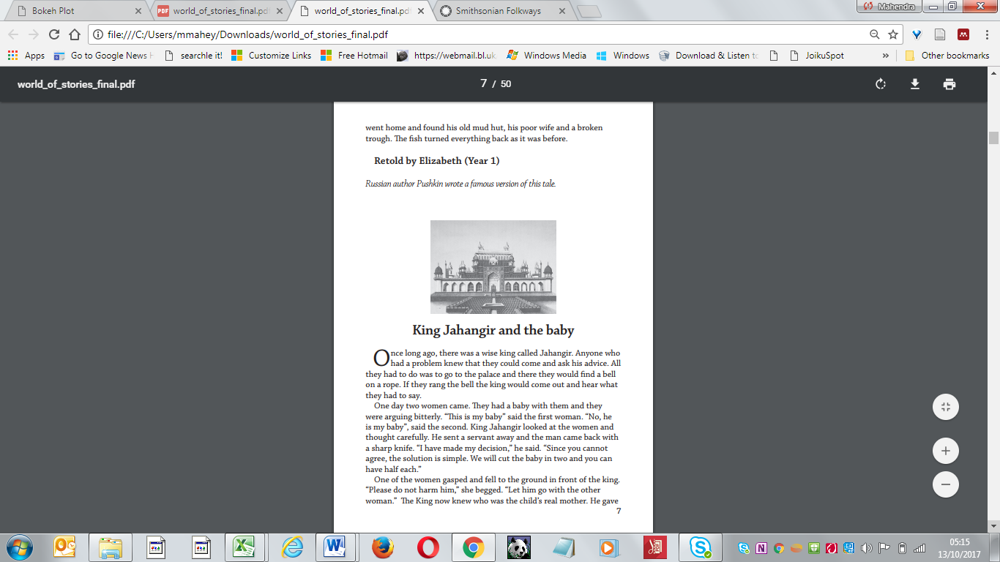 Bokeh Plot
world_of_stories_final.pdf
world_of_stories_final.pdf
Smithsonian Folkways
Mahendra
file:///C:/Users/mmahey/Downloads/world_of_stories_final.pdf
Apps
Go to Google News H
searchle it!
Customize Links
Free Hotmail
https://webmail.bl.uk
Windows Media
Windows
Download & Listen to
JoikuSpot
»
Other bookmarks
world_of_stories_final.pdf
7 / 50
went home and found his old mud hut, his poor wife and a broken
trough. The fish turned everything back as it was before.
Retold by Elizabeth (Year 1)
Russian author Pushkin wrote a famous version of this tale.
King Jahangir and the baby
Once long ago, there was a wise king called Jahangir. Anyone who
had a problem knew that they could come and ask his advice. All
they had to do was to go to the palace and there they would find a bell
on a rope. If they rang the bell the king would come out and hear what
they had to say.
One day two women came. They had a baby with them and they
were arguing bitterly. “This is my baby” said the first woman. “No, he
is my baby”, said the second. King Jahangir looked at the women and
thought carefully. He sent a servant away and the man came back with
a sharp knife. “I have made my decision,” he said. “Since you cannot
agree, the solution is simple. We will cut the baby in two and you can
have half each.”
One of the women gasped and fell to the ground in front of the king.
“Please do not harm him,” she begged. “Let him go with the other
woman.” The King now knew who was the child’s real mother. He gave
7
05:15
13/10/2017